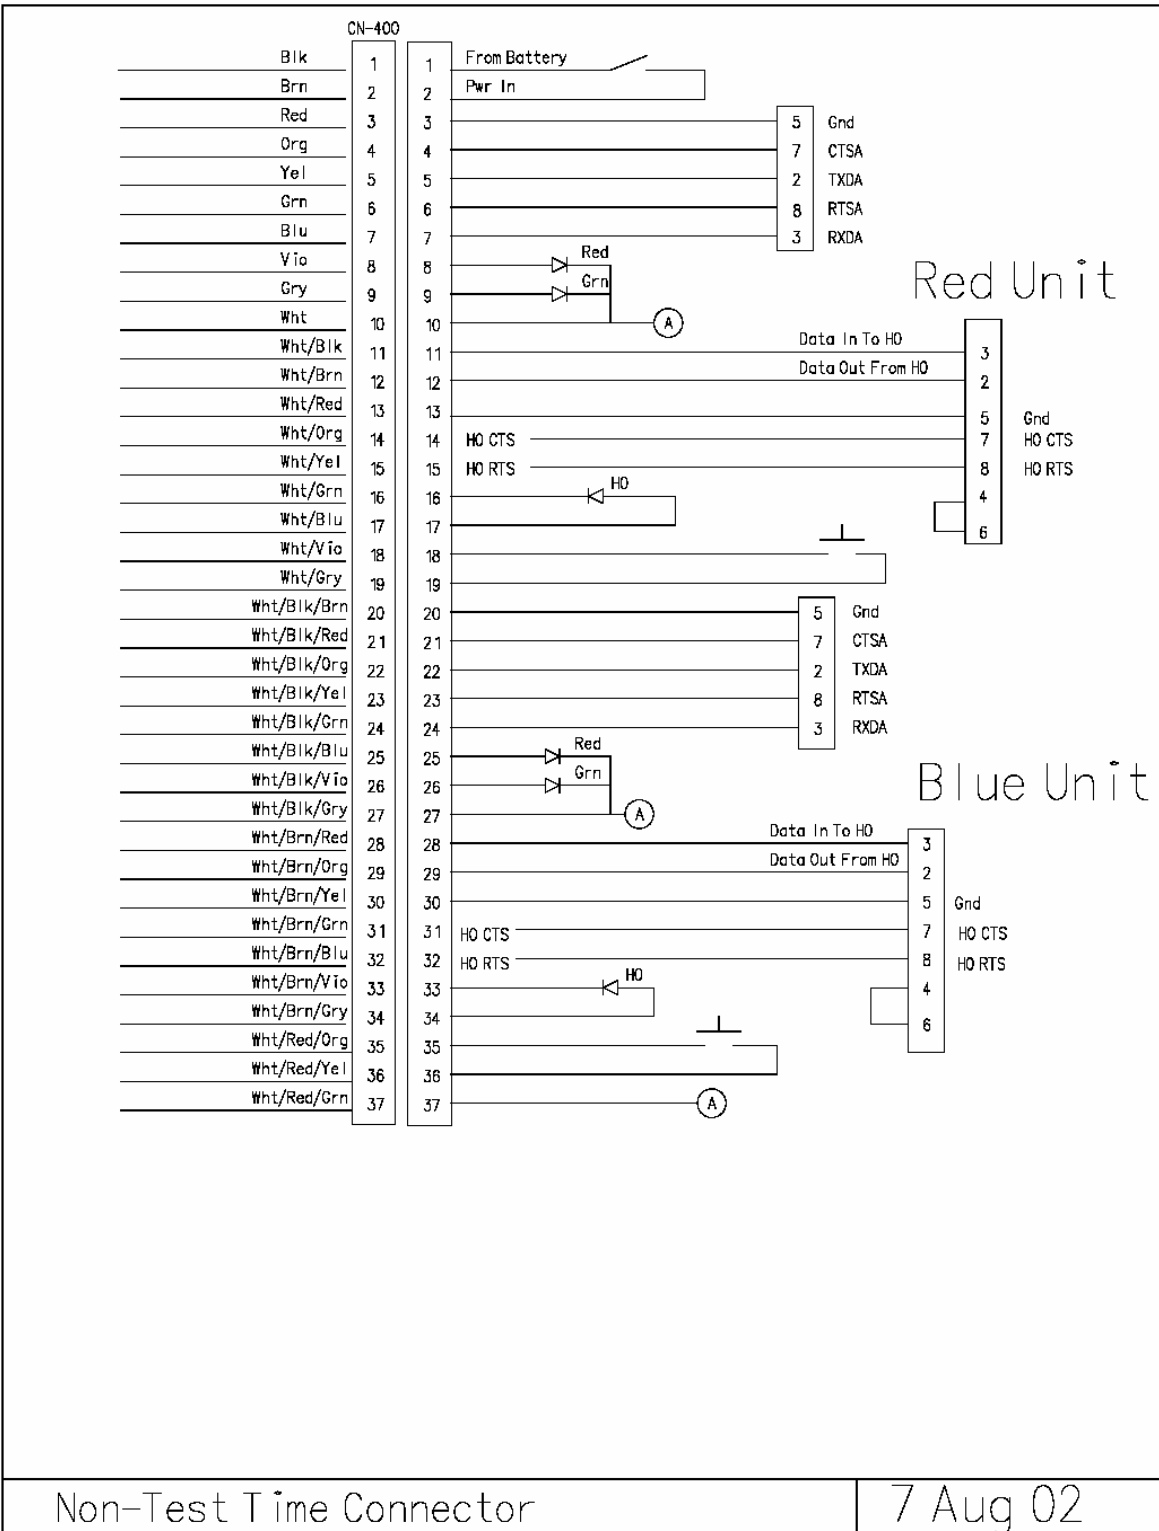 CN-400
Blk 1 1 From Battery
Brn 2 2 Pwr In
Red 3 3 5 Gnd
Org 4 4 7 CTSA
Yel 5 5 2 TXDA
Grn 6 6 8 RTSA
Blu 7 7 3 RXDA
Vio 8 8 Red
Gry 9 9 Grn
Red Unit
Wht 10 10 A
Wht/Blk 11 11 Data In To HO 3
Wht/Brn 12 12 Data Out From HO 2
Wht/Red 13 13 5 Gnd
Wht/Org 14 14 HO CTS 7 HO CTS
Wht/Yel 15 15 HO RTS 8 HO RTS
Wht/Grn 16 16 HO 4
Wht/Blu 17 17 6
Wht/Vio 18 18
Wht/Gry 19 19
Wht/Blk/Brn 20 20 5 Gnd
Wht/Blk/Red 21 21 7 CTSA
Wht/Blk/Org 22 22 2 TXDA
Wht/Blk/Yel 23 23 8 RTSA
Wht/Blk/Grn 24 24 3 RXDA
Wht/Blk/Blu 25 25 Red
Wht/Blk/Vio 26 26 Grn
Blue Unit
Wht/Blk/Gry 27 27 A
Wht/Brn/Red 28 28 Data In To HO 3
Wht/Brn/Org 29 29 Data Out From HO 2
Wht/Brn/Yel 30 30 5 Gnd
Wht/Brn/Grn 31 31 HO CTS 7 HO CTS
Wht/Brn/Blu 32 32 HO RTS 8 HO RTS
Wht/Brn/Vio 33 33 HO 4
Wht/Brn/Gry 34 34 6
Wht/Red/Org 35 35
Wht/Red/Yel 36 36
Wht/Red/Grn 37 37 A
Non-Test Time Connector
7 Aug 02